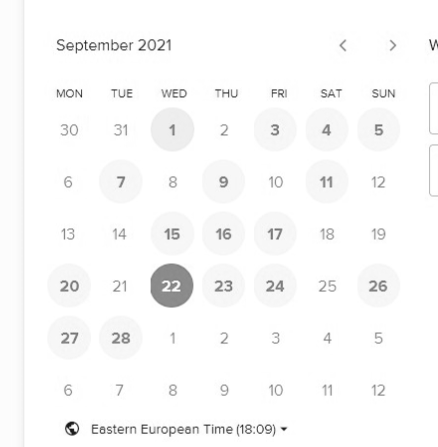 September 2021
W
MON TUE WED THU FRI SAT SUN
30 31 1 2 3 4 5
6 7 8 9 10 11 12
13 14 15 16 17 18 19
20 21 22 23 24 25 26
27 28 1 2 3 4 5
6 7 8 9 10 11 12
Eastern European Time (18:09)